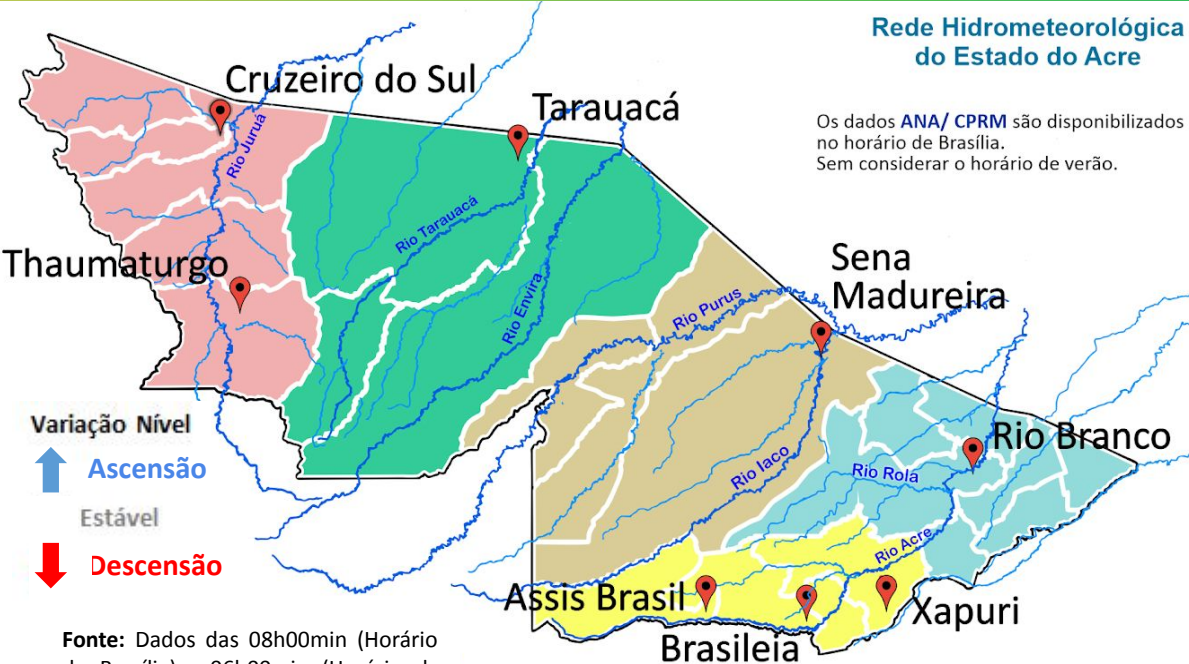 Rede Hidrometeorológica
do Estado do Acre
Os dados ANA/ CPRM são disponibilizados
no horário de Brasília.
Sem considerar o horário de verão.
Cruzeiro do Sul
Tarauacá
Rio Juruá
Rio Tarauacá
Thaumaturgo
Rio Envira
Sena
Madureira
Rio Purus
Variação Nível
Ascensão
Estável
Descensão
Rio Branco
Rio Iaco
Rio Rola
Rio Acre
Assis Brasil
Xapuri
Brasileia
Fonte: Dados das 08h00min (Horário